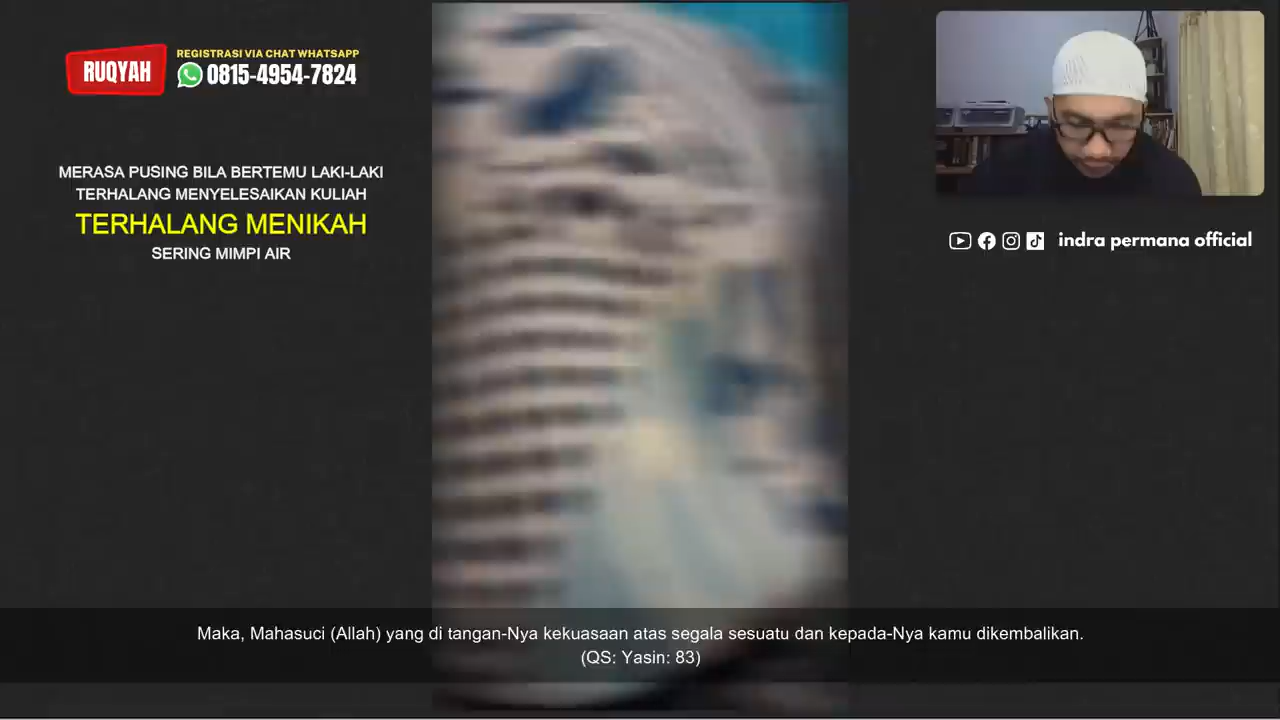 RUQYAH
REGISTRASI VIA CHAT WHATSAPP
0815-4954-7824
MERASA PUSING BILA BERTEMU LAKI-LAKI
TERHALANG MENYELESAIKAN KULIAH
TERHALANG MENIKAH
SERING MIMPI AIR
indra permana official
Maka, Mahasuci (Allah) yang di tangan-Nya kekuasaan atas segala sesuatu dan kepada-Nya kamu dikembalikan.
(QS: Yasin: 83)